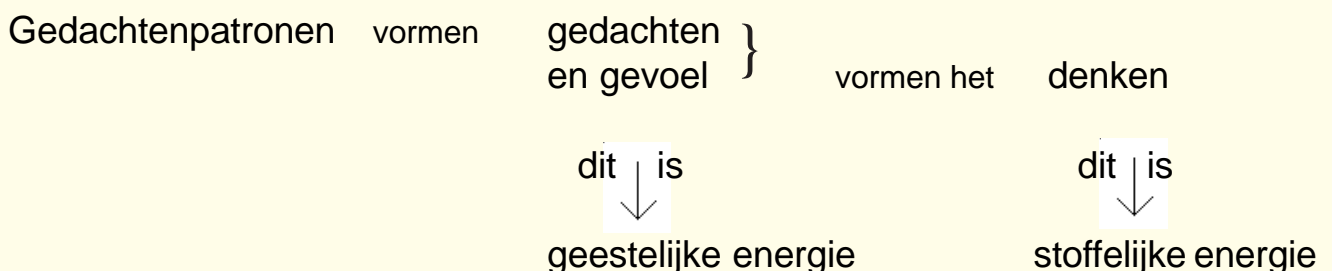 Gedachtenpatronen vormen gedachten }
en gevoel vormen het denken
dit is dit is
geestelijke energie stoffelijke energie